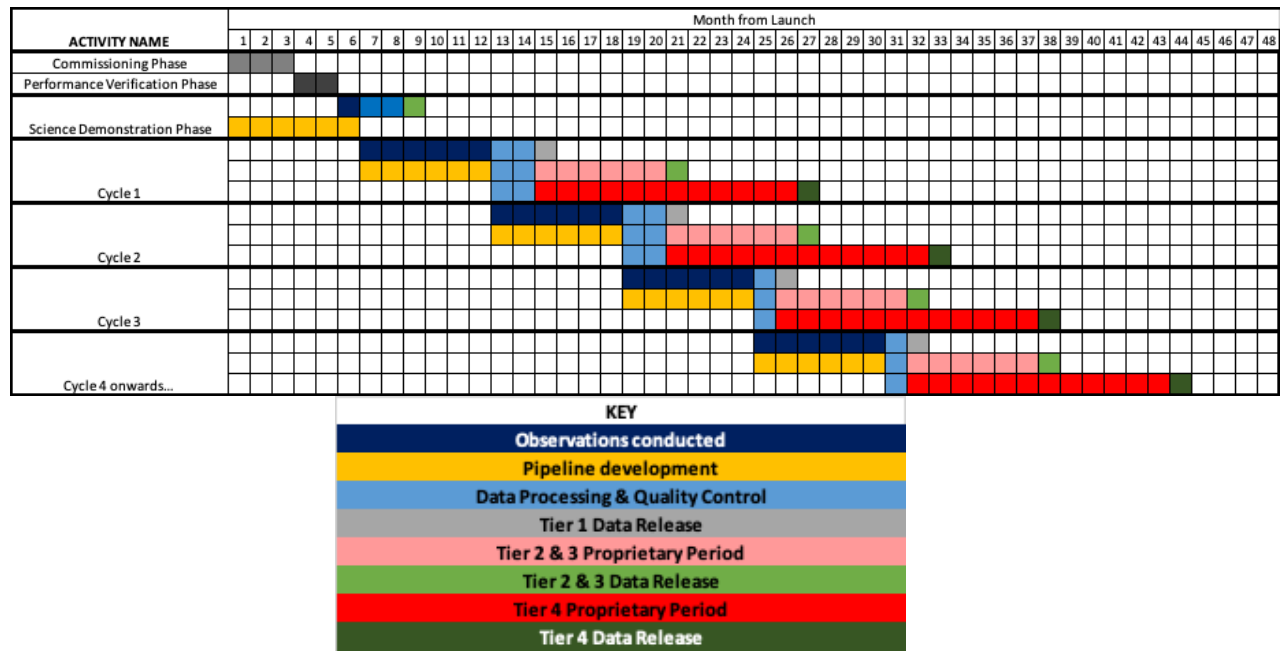 Month from Launch
ACTIVITY NAME 1 2 3 4 5 6 7 8 9 10 11 12 13 14 15 16 17 18 19 20 21 22 23 24 25 26 27 28 29 30 31 32 33 34 35 36 37 38 39 40 41 42 43 44 45 46 47 48
Commissioning Phase
Performance Verification Phase
Science Demonstration Phase
Cycle 1
Cycle 2
Cycle 3
Cycle 4 onwards...
KEY
Observations conducted
Pipeline development
Data Processing & Quality Control
Tier 1 Data Release
Tier 2 & 3 Proprietary Period
Tier 2 & 3 Data Release
Tier 4 Proprietary Period
Tier 4 Data Release